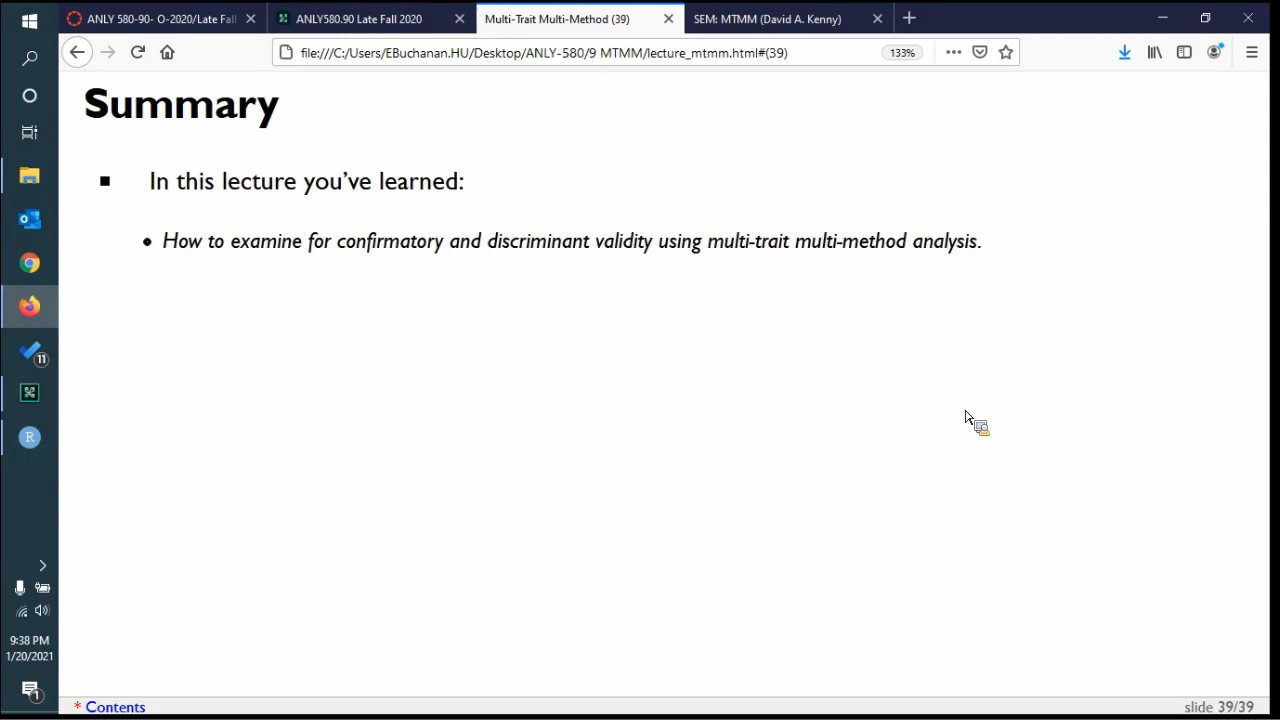 ANLY 580-90- O-2020/Late Fall
ANLY580.90 Late Fall 2020
Multi-Trait Multi-Method (39)
SEM: MTMM (David A. Kenny)
file:///C:/Users/EBuchanan.HU/Desktop/ANLY-580/9 MTMM/lecture_mtmm.html#(39)
133%
Summary
In this lecture you've learned:
How to examine for confirmatory and discriminant validity using multi-trait multi-method analysis.
11
R
9:38 PM
1/20/2021
1
* Contents
slide 39/39